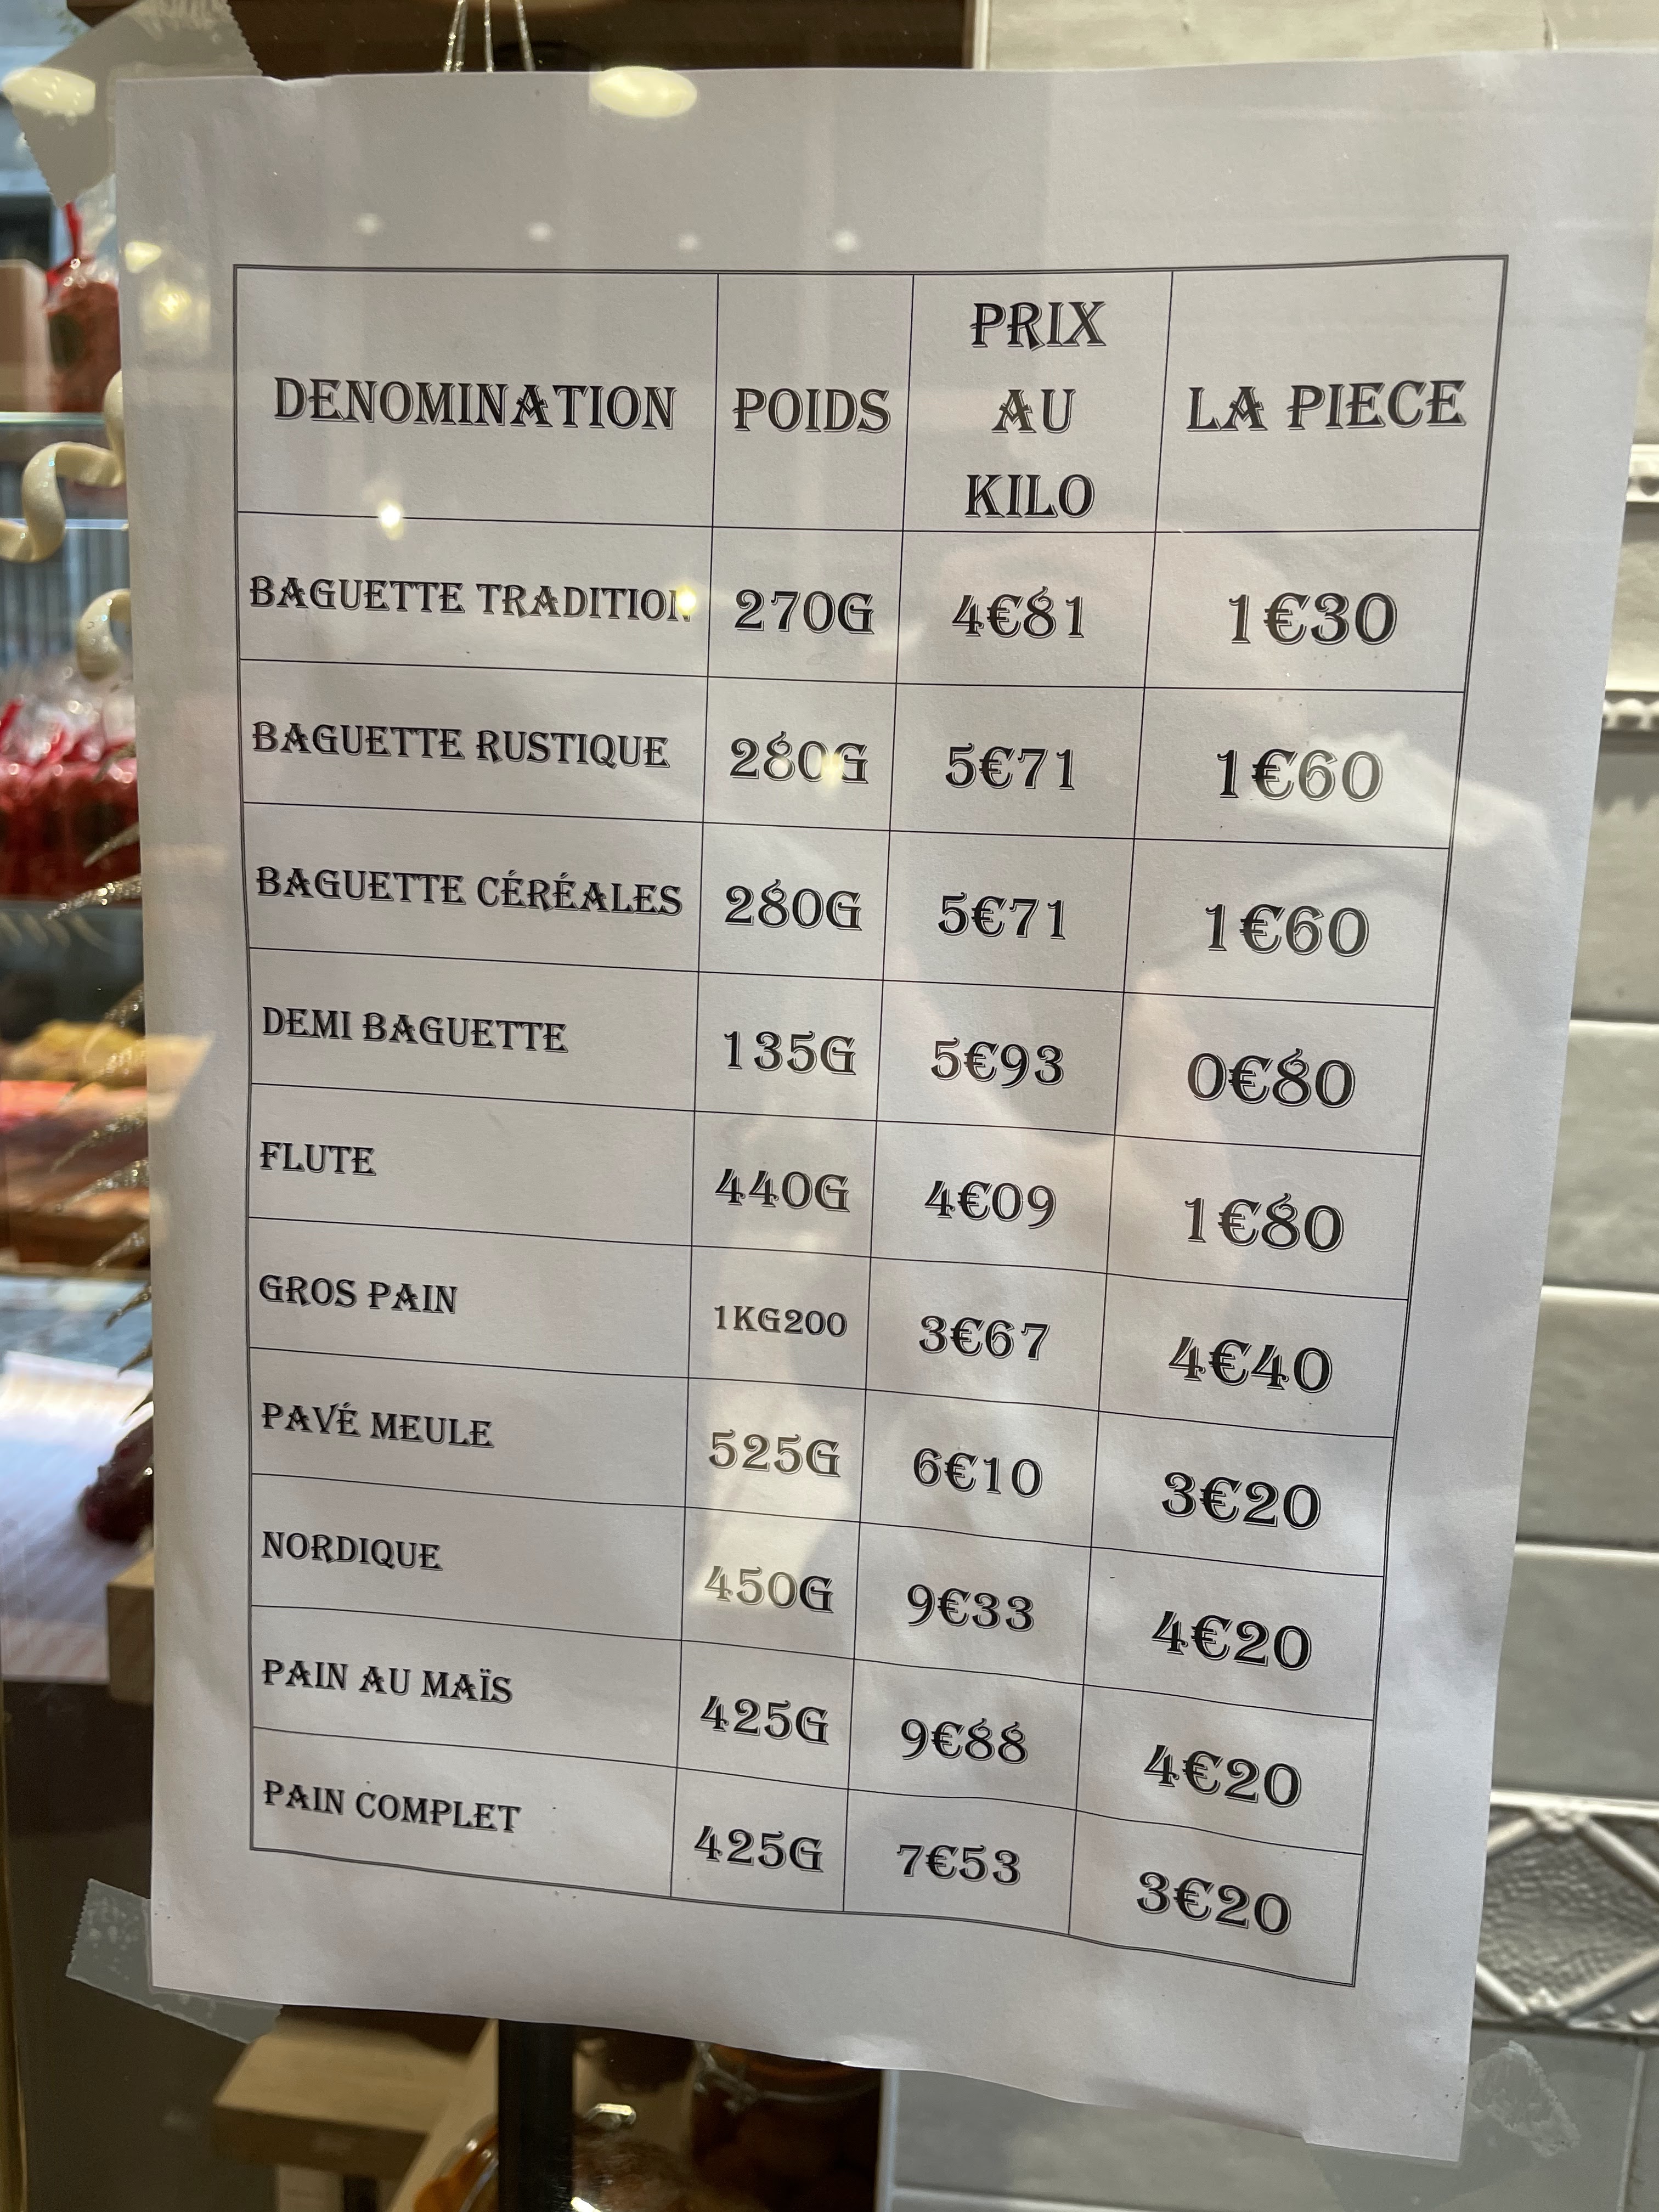 DENOMINATION POIDS PRIX AU KILO LA PIECE
BAGUETTE TRADITION 270G 4€81 1€30
BAGUETTE RUSTIQUE 280G 5€71 1€60
BAGUETTE CÉRÉALES 280G 5€71 1€60
DEMI BAGUETTE 135G 5€93 0€80
FLUTE 440G 4€09 1€80
GROS PAIN 1KG200 3€67 4€40
PAVÉ MEULE 525G 6€10 3€20
NORDIQUE 450G 9€33 4€20
PAIN AU MAÏS 425G 9€88 4€20
PAIN COMPLET 425G 7€53 3€20